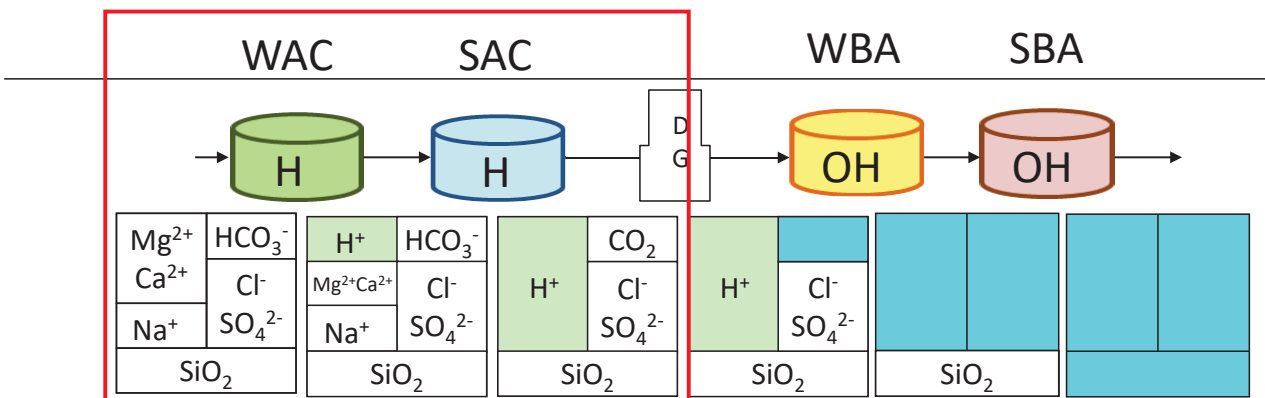 WAC SAC WBA SBA
H H D G OH OH
Mg²⁺ Ca²⁺
Na⁺
HCO₃⁻
Cl⁻ SO₄²⁻
SiO₂
H⁺
Mg²⁺Ca²⁺
Na⁺
HCO₃⁻
Cl⁻ SO₄²⁻
SiO₂
H⁺
CO₂
Cl⁻ SO₄²⁻
SiO₂
H⁺
Cl⁻ SO₄²⁻
SiO₂
SiO₂